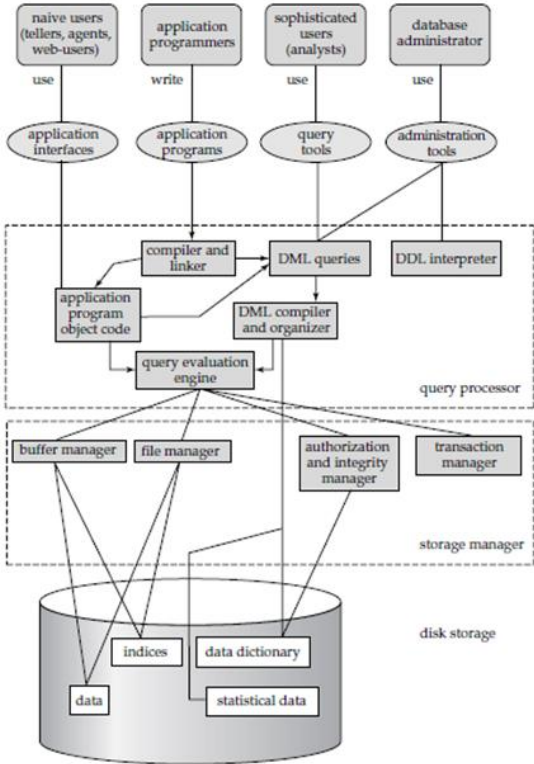 naive users
(tellers, agents,
web-users)
application
programmers
sophisticated
users
(analysts)
database
administrator
use
write
use
use
application
interfaces
application
programs
query
tools
administration
tools
compiler and
linker
DML queries
DDL interpreter
application
program
object code
DML compiler
and organizer
query evaluation
engine
query processor
buffer manager
file manager
authorization
and integrity
manager
transaction
manager
storage manager
disk storage
indices
data dictionary
data
statistical data